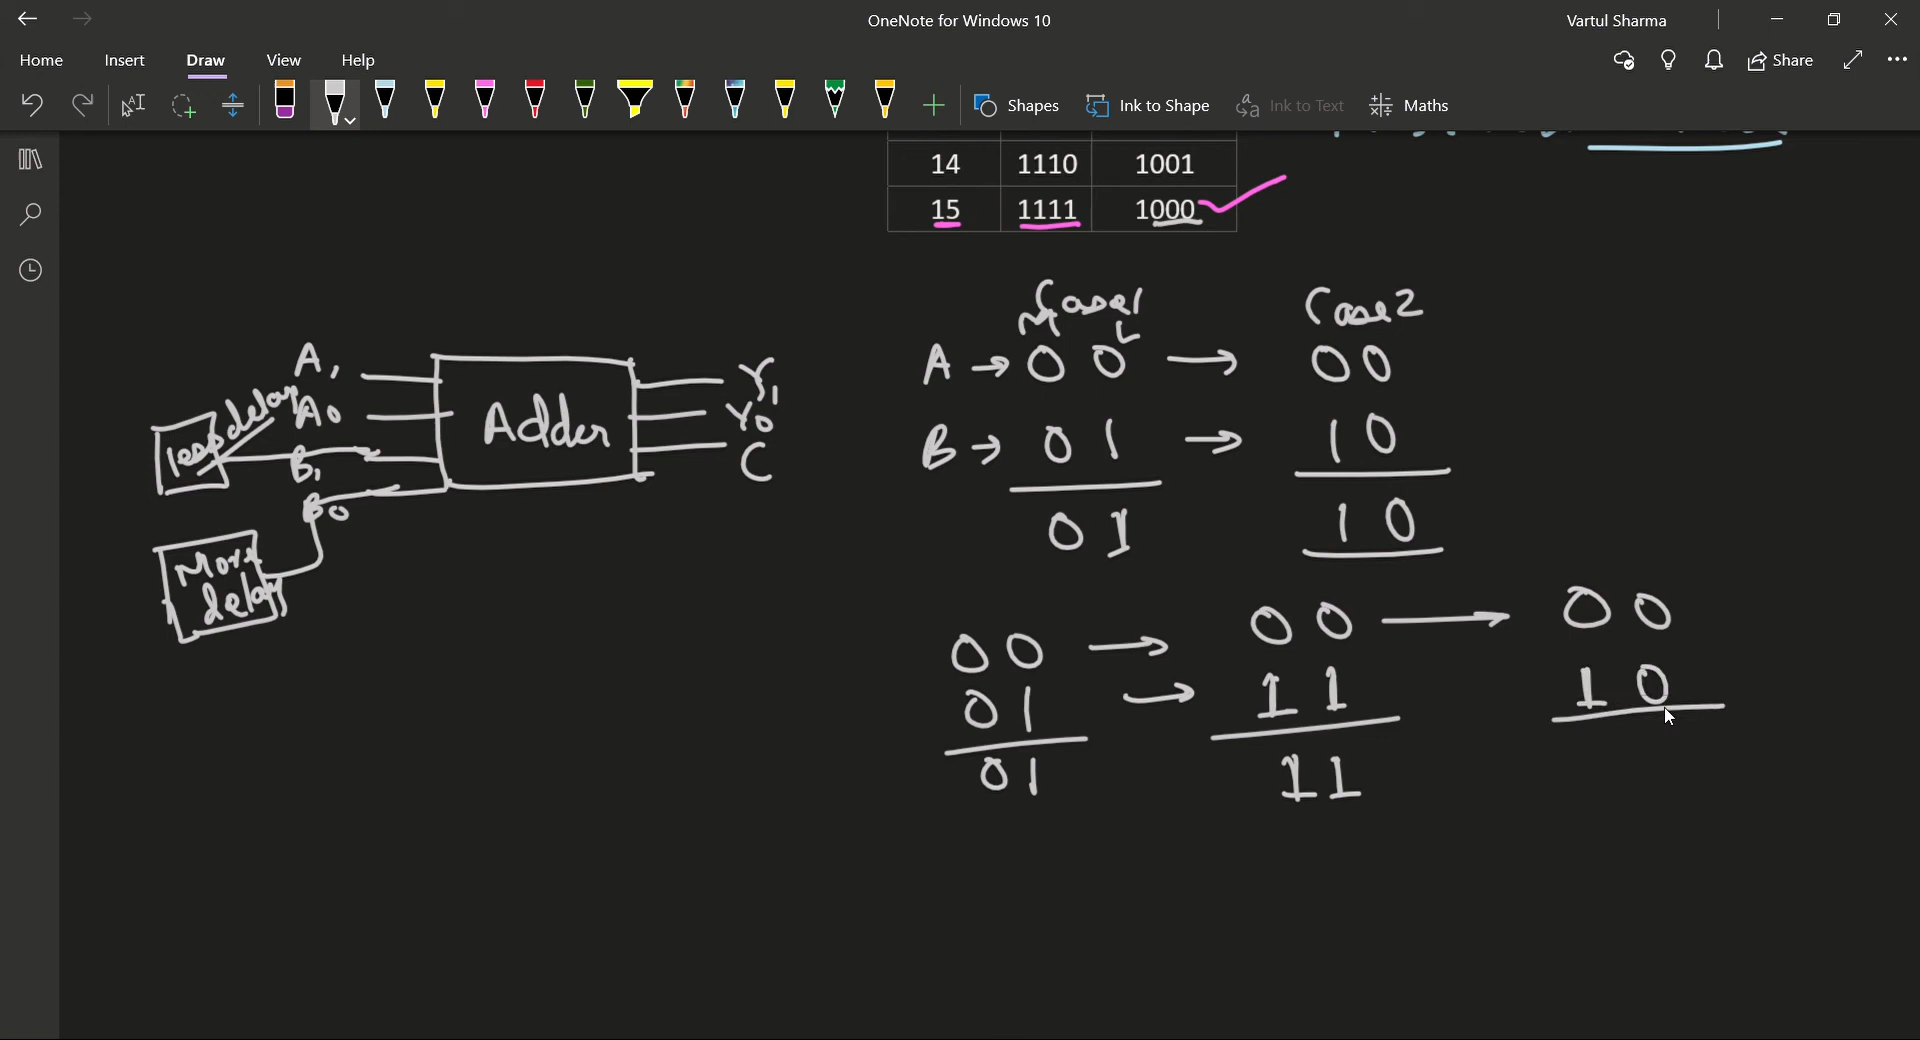 OneNote for Windows 10
Vartul Sharma
Home Insert Draw View Help
Share
Shapes Ink to Shape Ink to Text Maths
14 1110 1001
15 1111 1000
Case1 Case2
M L
A → 0 0 → 0 0
B → 0 1 → 1 0
0 1 1 0
A1
A0
B1
B0
less delay
More delay
Adder
Y1
Y0
C
0 0 → 0 0 → 0 0
0 1 → 1 1 1 0
0 1 1 1